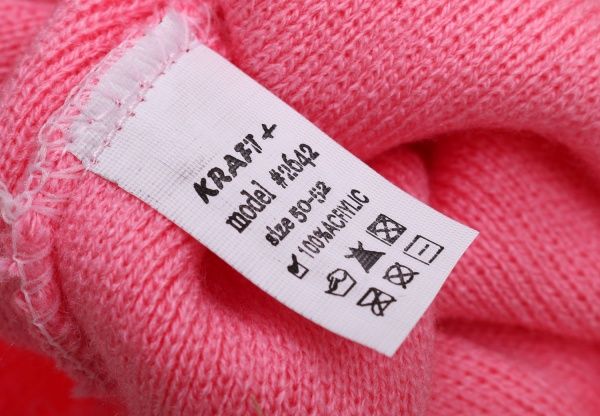 KRAFT +
model #2642
size 50-52
100%ACRYLIC